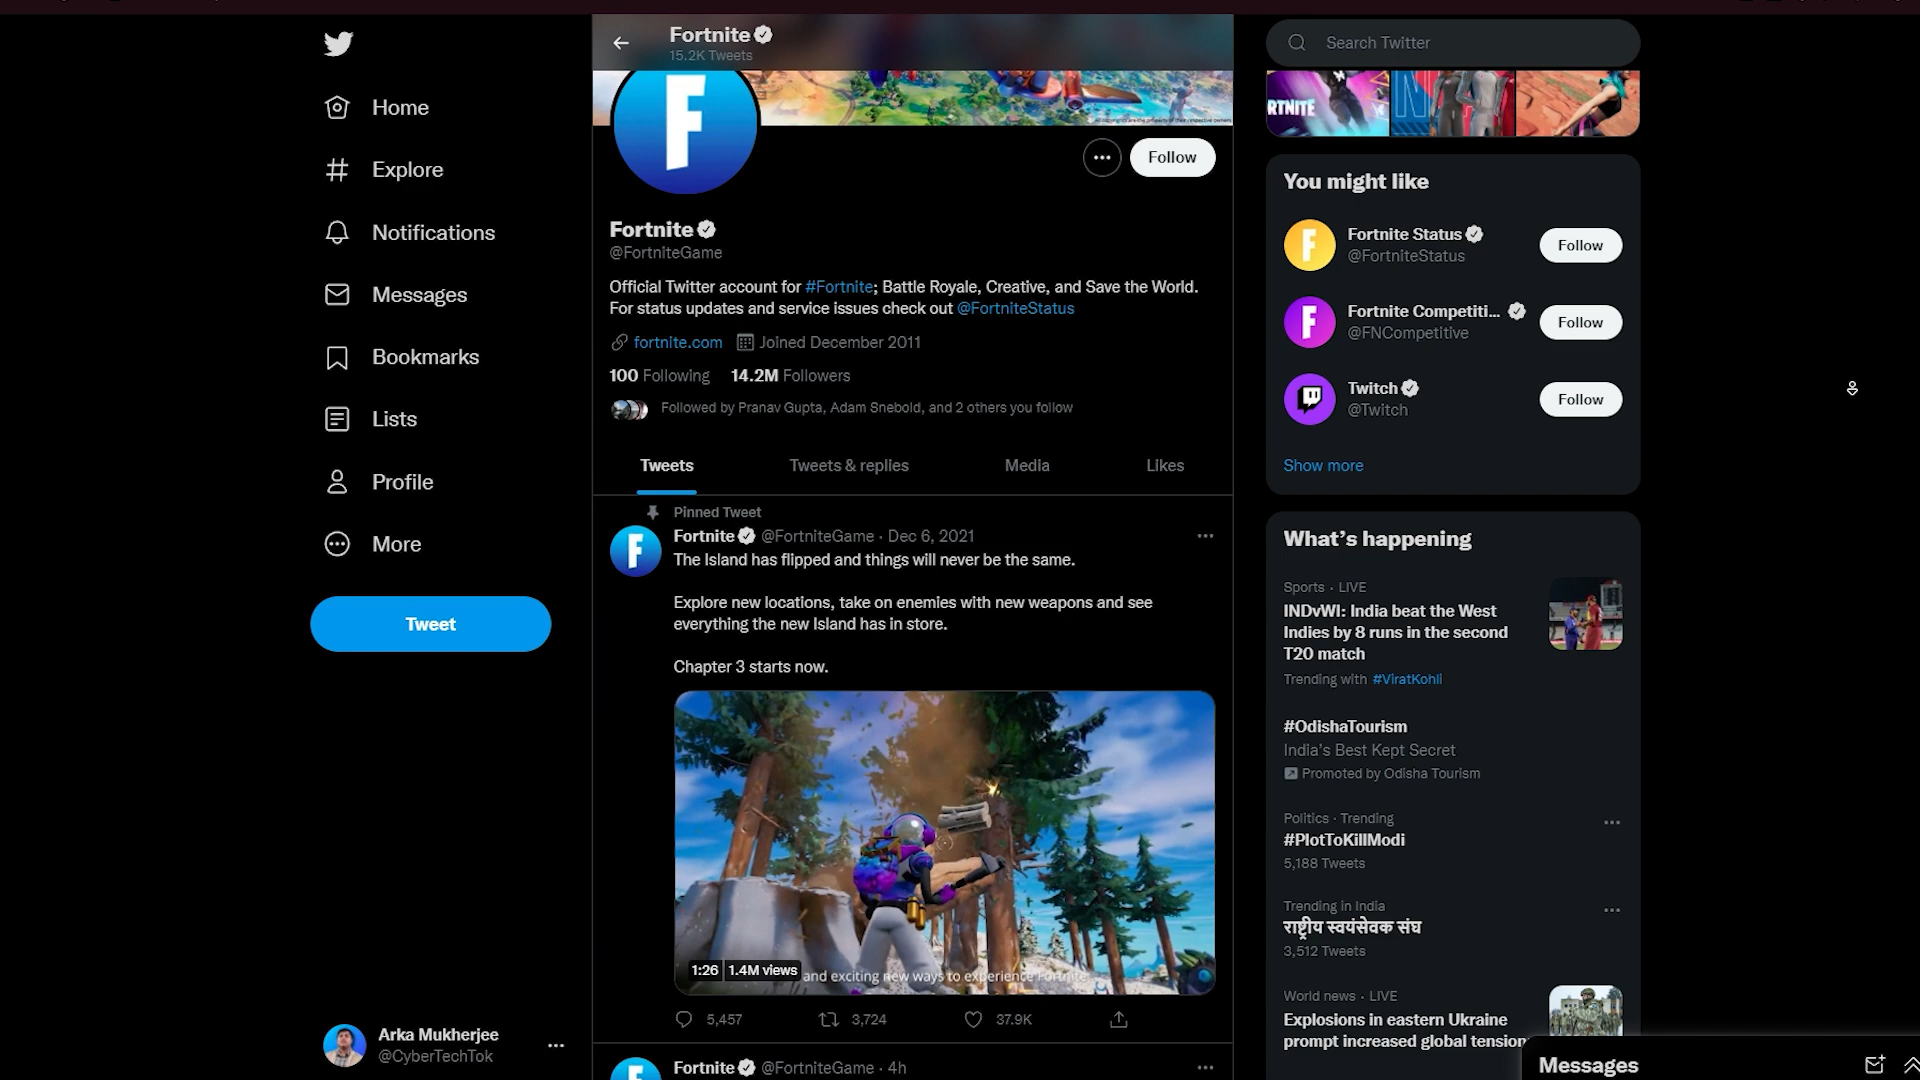 Home
Explore
Notifications
Messages
Bookmarks
Lists
Profile
More
Tweet
Arka Mukherjee
@CyberTechTok
Fortnite
15.2K Tweets
F
Follow
Fortnite
@FortniteGame
Official Twitter account for #Fortnite; Battle Royale, Creative, and Save the World.
For status updates and service issues check out @FortniteStatus
fortnite.com Joined December 2011
100 Following 14.2M Followers
Followed by Pranav Gupta, Adam Snebold, and 2 others you follow
Tweets Tweets & replies Media Likes
Pinned Tweet
F
Fortnite @FortniteGame · Dec 6, 2021
The Island has flipped and things will never be the same.
Explore new locations, take on enemies with new weapons and see
everything the new Island has in store.
Chapter 3 starts now.
1:26 1.4M views
and exciting new ways to experience Fortnite
5,457 3,724 37.9K
Fortnite @FortniteGame · 4h
Search Twitter
RTNITE
You might like
F
Fortnite Status
@FortniteStatus
Follow
F
Fortnite Competiti...
@FNCompetitive
Follow
Twitch
@Twitch
Follow
Show more
What's happening
Sports · LIVE
INDvWI: India beat the West
Indies by 8 runs in the second
T20 match
Trending with #ViratKohli
#OdishaTourism
India's Best Kept Secret
Promoted by Odisha Tourism
Politics · Trending
#PlotToKillModi
5,188 Tweets
Trending in India
राष्ट्रीय स्वयंसेवक संघ
3,512 Tweets
World news · LIVE
Explosions in eastern Ukraine
prompt increased global tension
Messages